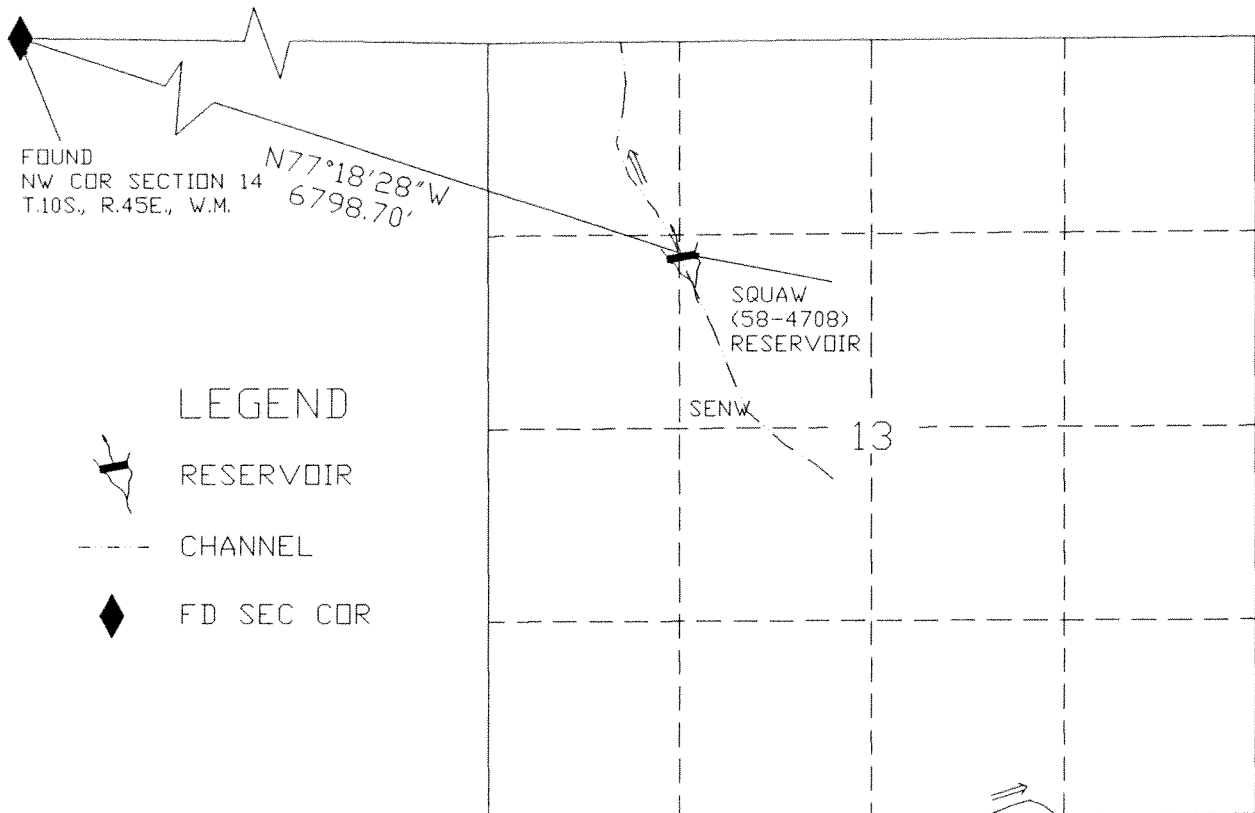 FOUND
NW COR SECTION 14
T.10S., R.45E., W.M.
N77°18'28"W
6798.70'
SQUAW
(58-4708)
RESERVOIR
SENW
13
LEGEND
RESERVOIR
CHANNEL
FD SEC COR